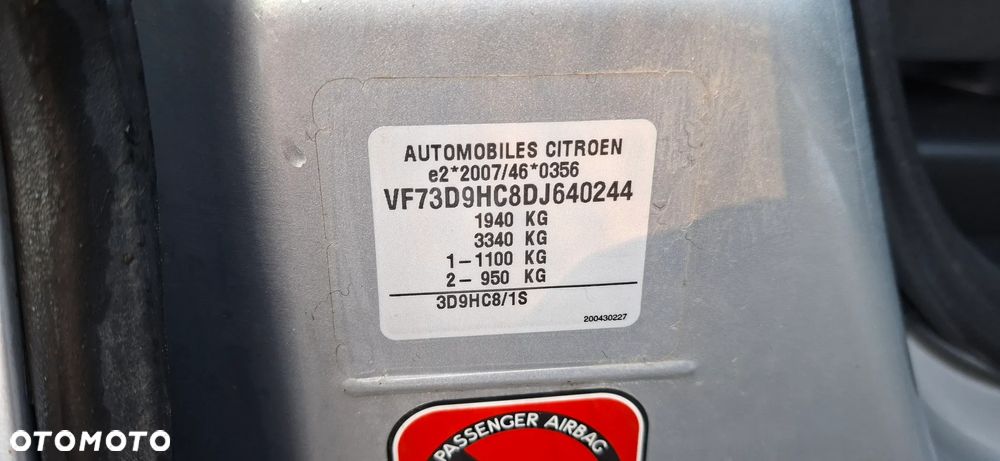 AUTOMOBILES CITROEN
e2*2007/46*0356
VF73D9HC8DJ640244
1940 KG
3340 KG
1-1100 KG
2- 950 KG
3D9HC8/1S
200430227
PASSENGER AIRBAG
OTOMOTO